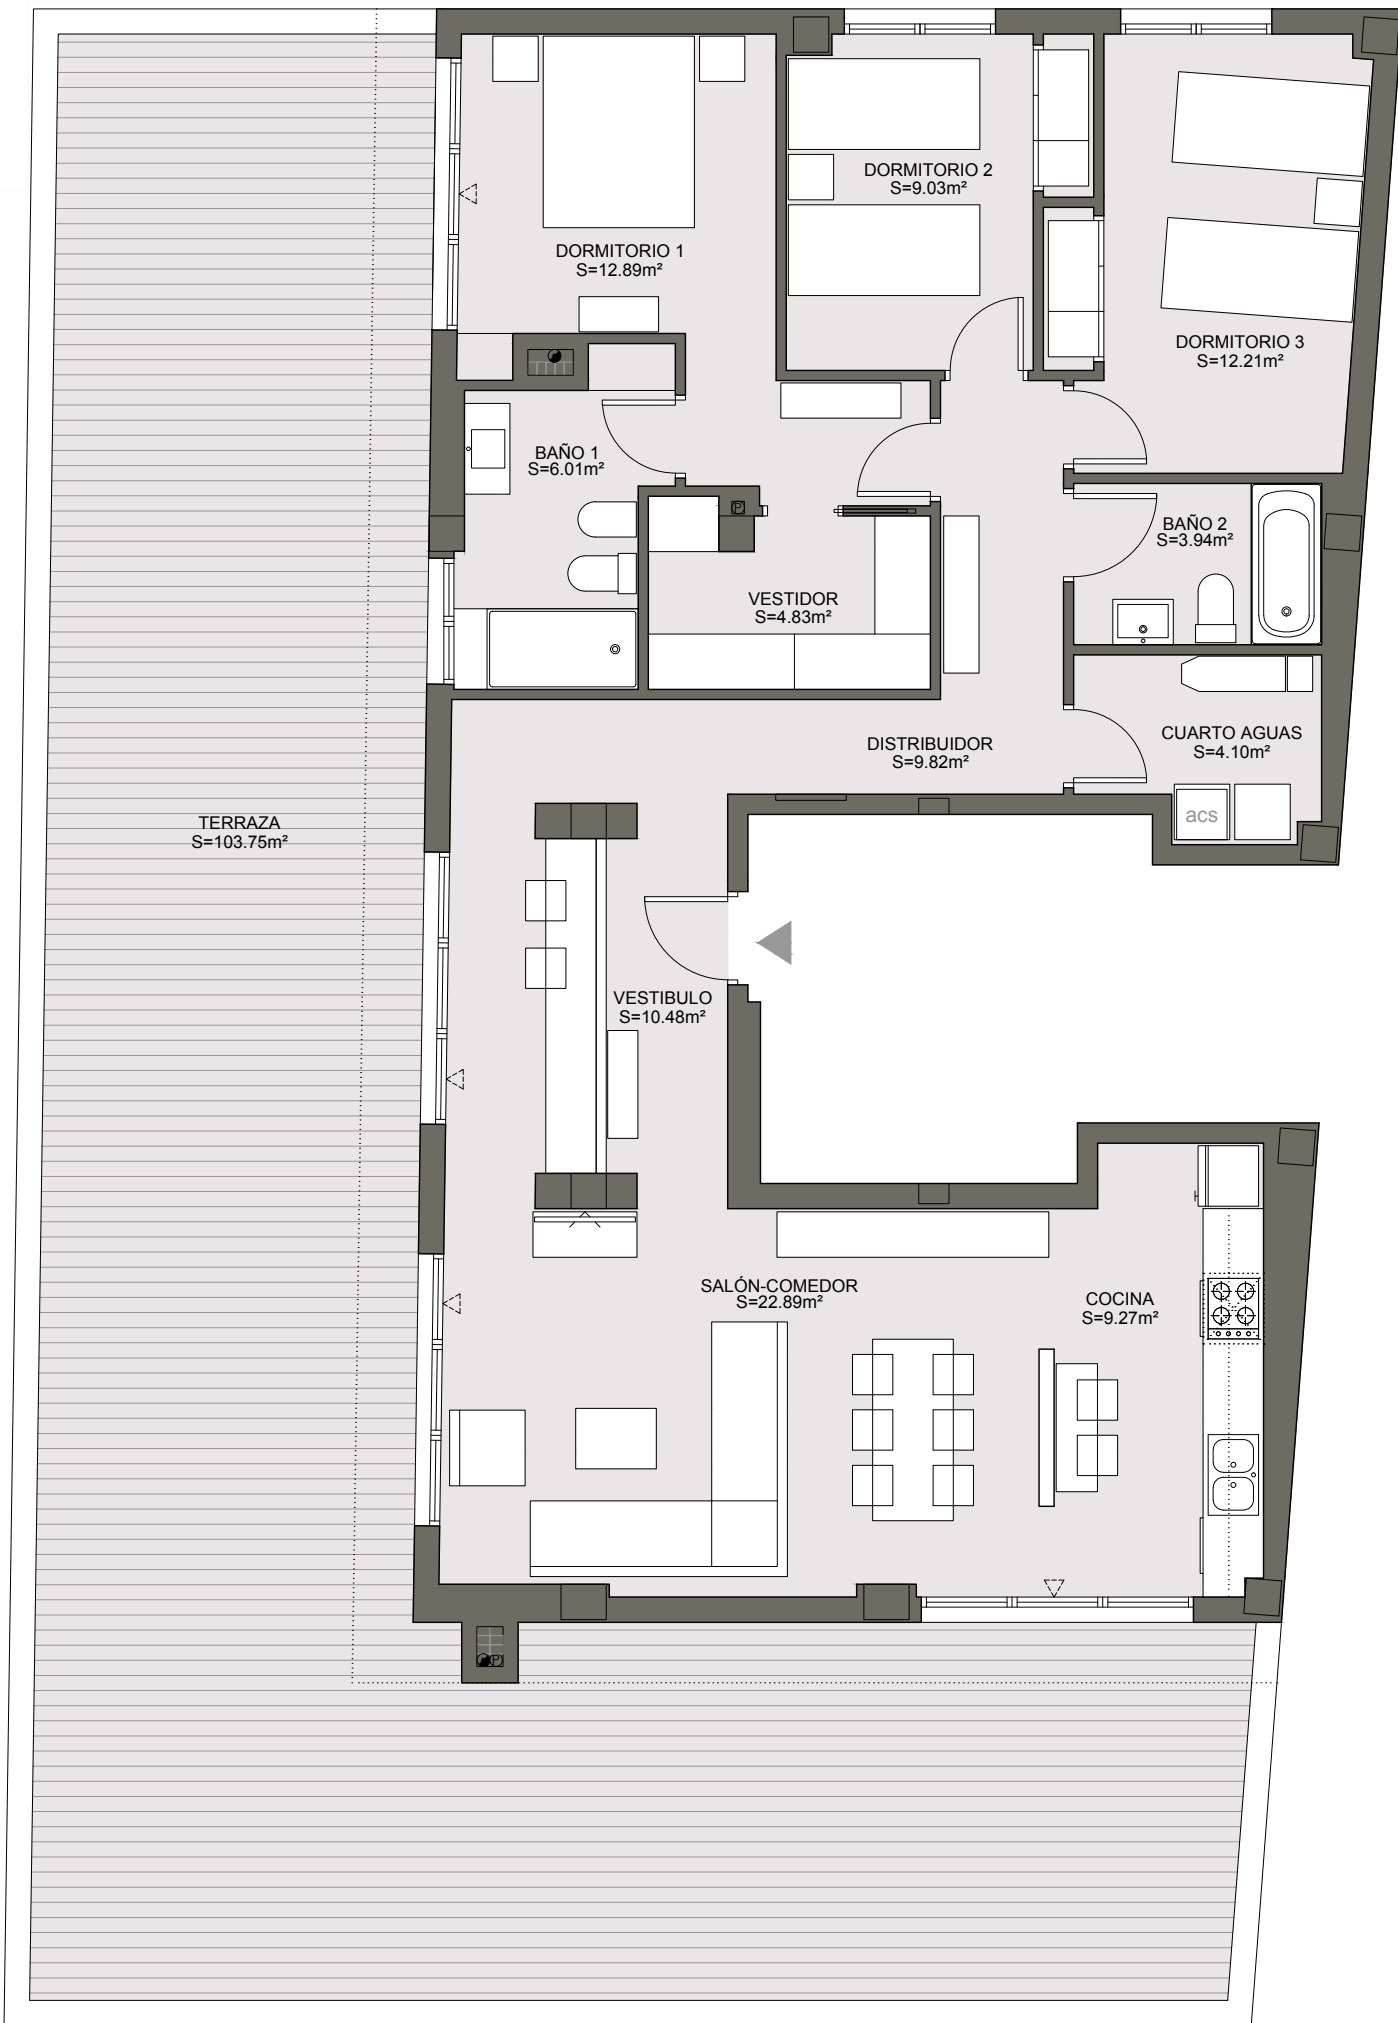 DORMITORIO 2
S=9.03m²
DORMITORIO 1
S=12.89m²
DORMITORIO 3
S=12.21m²
BAÑO 1
S=6.01m²
P
BAÑO 2
S=3.94m²
VESTIDOR
S=4.83m²
CUARTO AGUAS
S=4.10m²
DISTRIBUIDOR
S=9.82m²
acs
TERRAZA
S=103.75m²
VESTIBULO
S=10.48m²
SALÓN-COMEDOR
S=22.89m²
COCINA
S=9.27m²
P